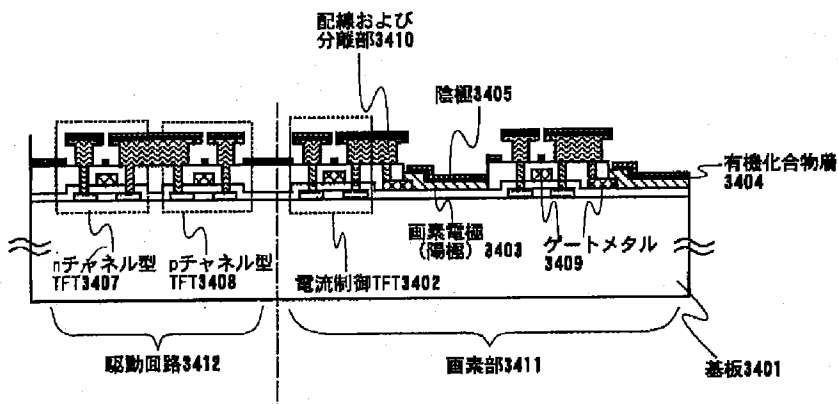 配線および
分離部3410
陰極3405
有機化合物層
3404
画素電極
(陽極) 3403
ゲートメタル
3409
nチャネル型
TFT3407
pチャネル型
TFT3408
電流制御TFT3402
駆動回路3412
画素部3411
基板3401